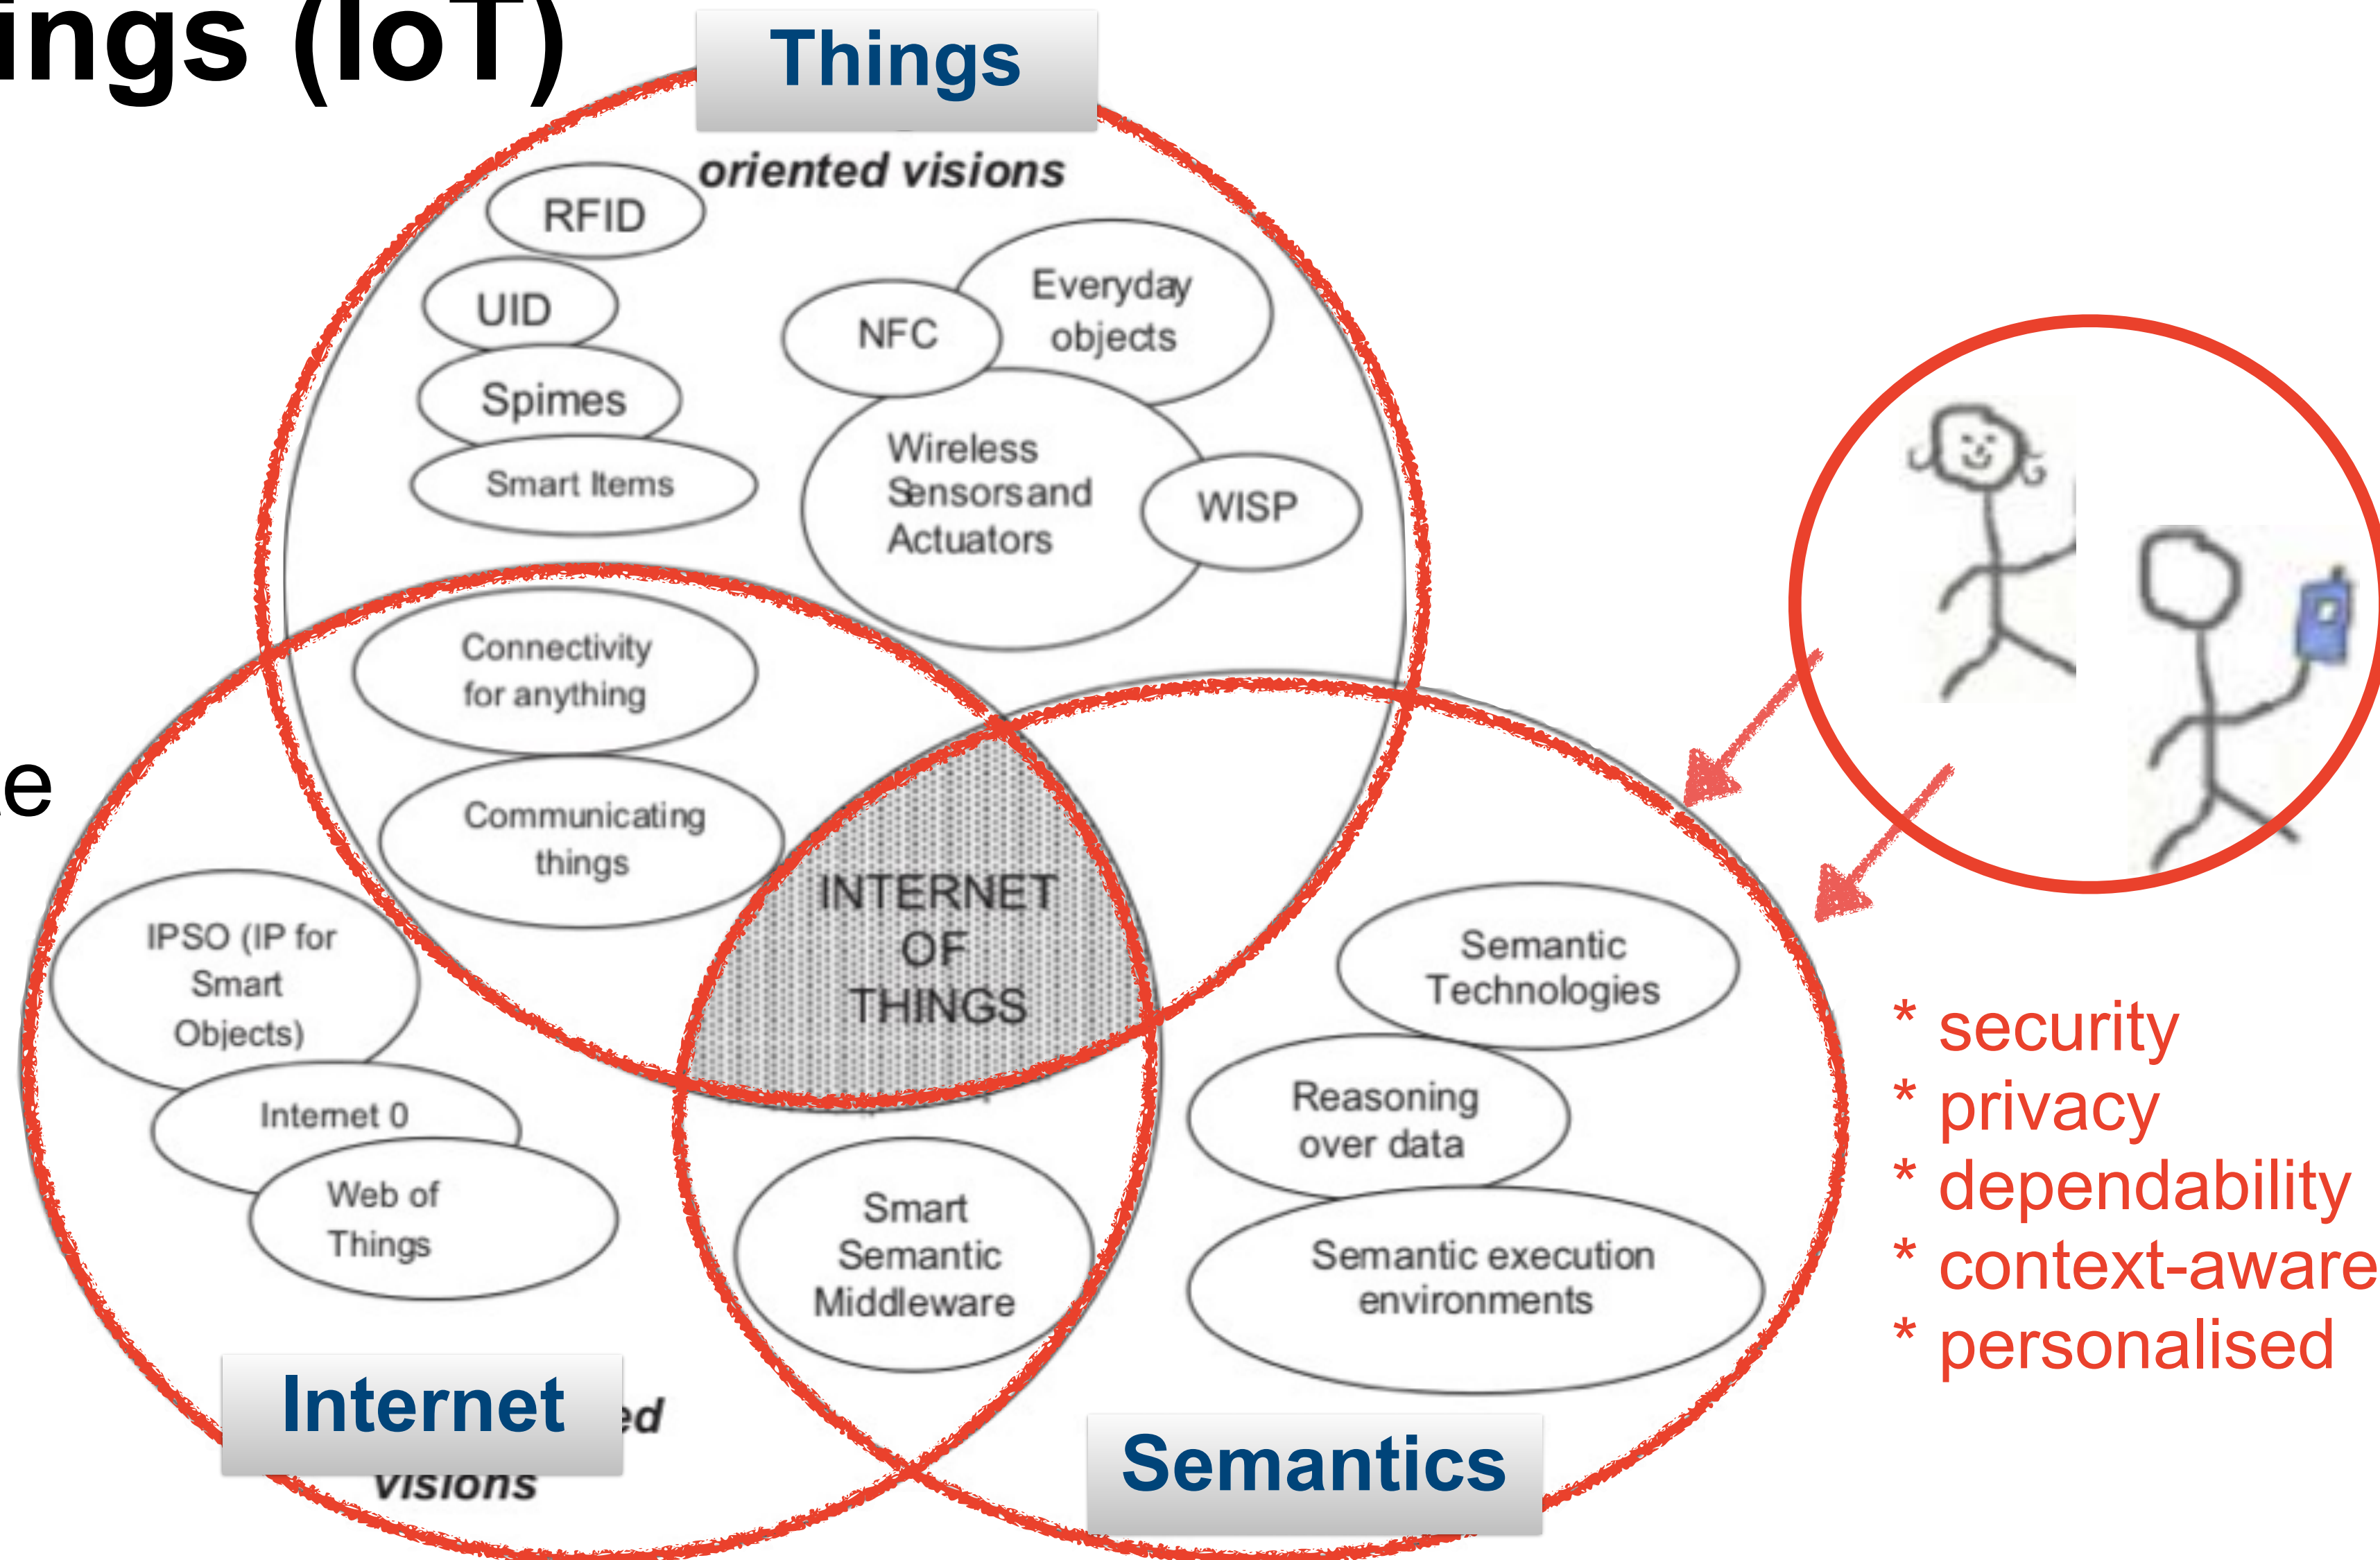 ings (IoT)
Things
oriented visions
RFID
UID
Spimes
Smart Items
NFC
Everyday
objects
Wireless
Sensors and
Actuators
WISP
Connectivity
for anything
Communicating
things
e
INTERNET
OF
THINGS
IPSO (IP for
Smart
Objects)
Internet 0
Web of
Things
Smart
Semantic
Middleware
Semantic
Technologies
Reasoning
over data
Semantic execution
environments
* security
* privacy
* dependability
* context-aware
* personalised
Internet
ed
visions
Semantics